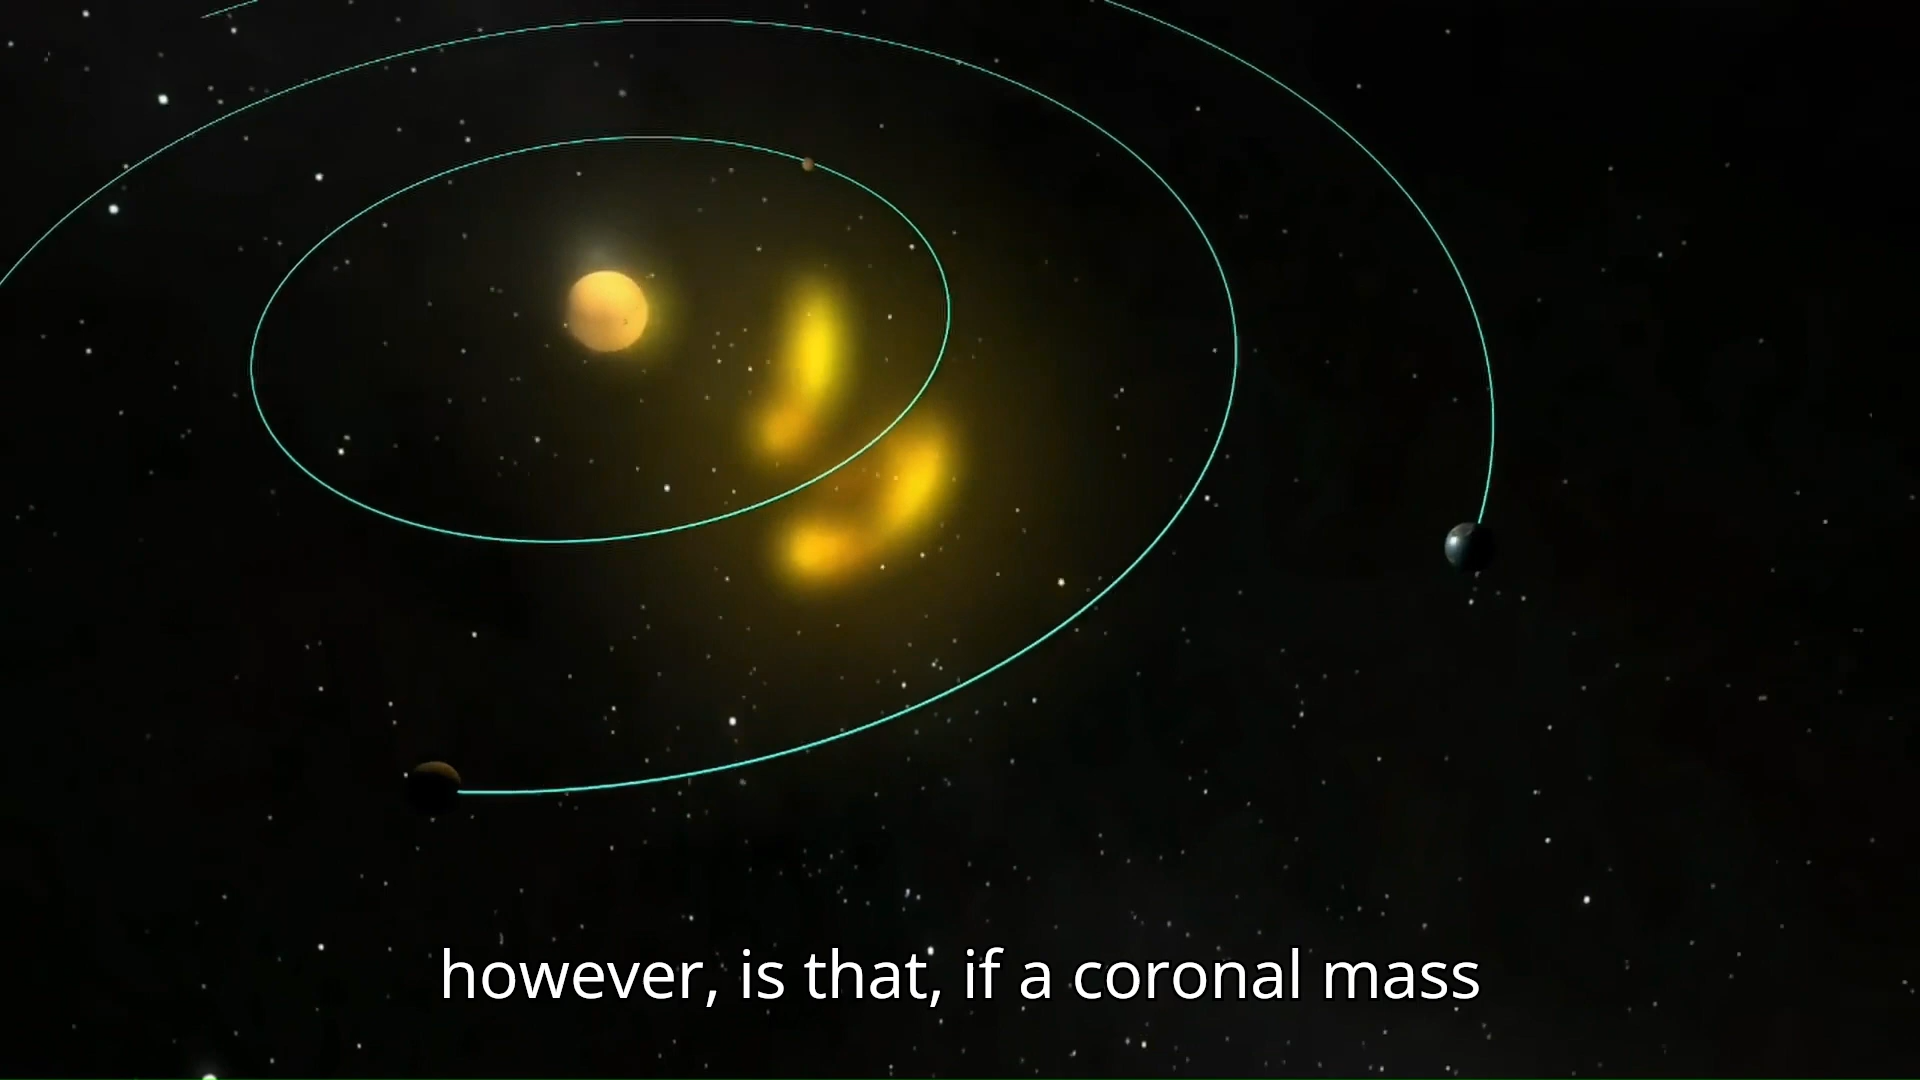 however, is that, if a coronal mass